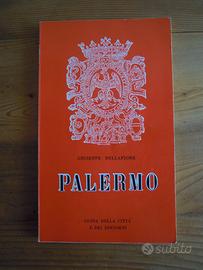 GIUSEPPE BELLAFIORE
PALERMO
GUIDA DELLA CITTÀ
E DEI DINTORNI
subito